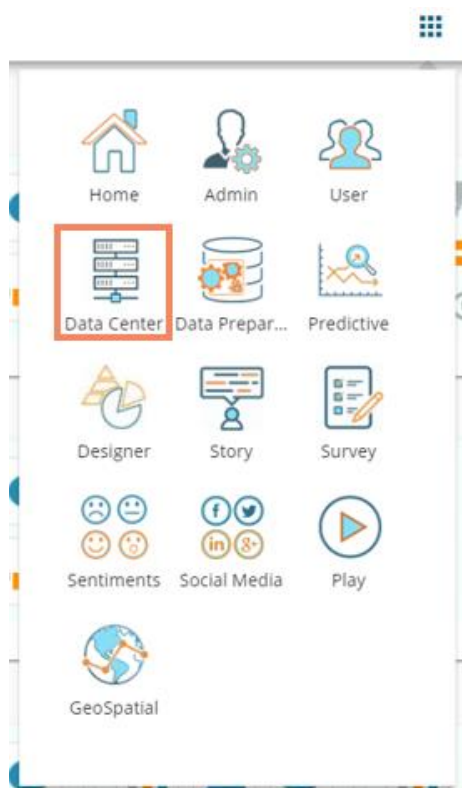 Home Admin User
Data Center Data Prepar... Predictive
Designer Story Survey
Sentiments Social Media Play
GeoSpatial